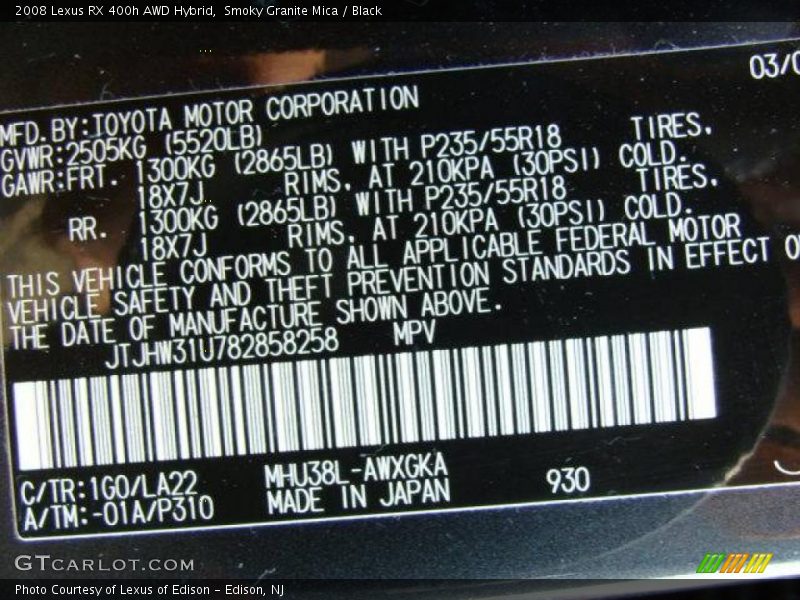 2008 Lexus RX 400h AWD Hybrid, Smoky Granite Mica / Black
03/0
MFD. BY: TOYOTA MOTOR CORPORATION
GVWR: 2505KG (5520LB)
GAWR: FRT. 1300KG (2865LB) WITH P235/55R18 TIRES,
18X7J RIMS, AT 210KPA (30PSI) COLD.
RR. 1300KG (2865LB) WITH P235/55R18 TIRES,
18X7J RIMS, AT 210KPA (30PSI) COLD.
THIS VEHICLE CONFORMS TO ALL APPLICABLE FEDERAL MOTOR
VEHICLE SAFETY AND THEFT PREVENTION STANDARDS IN EFFECT O
THE DATE OF MANUFACTURE SHOWN ABOVE.
JTJHW31U782858258 MPV
C/TR: 1G0/LA22 MHU38L-AWXGKA 930
A/TM: -01A/P310 MADE IN JAPAN
GTCARLOT.COM
Photo Courtesy of Lexus of Edison - Edison, NJ